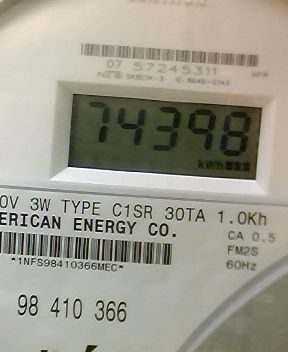 07 57245311
74398
kWh
0V 3W TYPE C1SR 30TA 1.0Kh
ERICAN ENERGY CO.
CA 0.5
FM2S
*1NFS98410366MEC*
60Hz
98 410 366